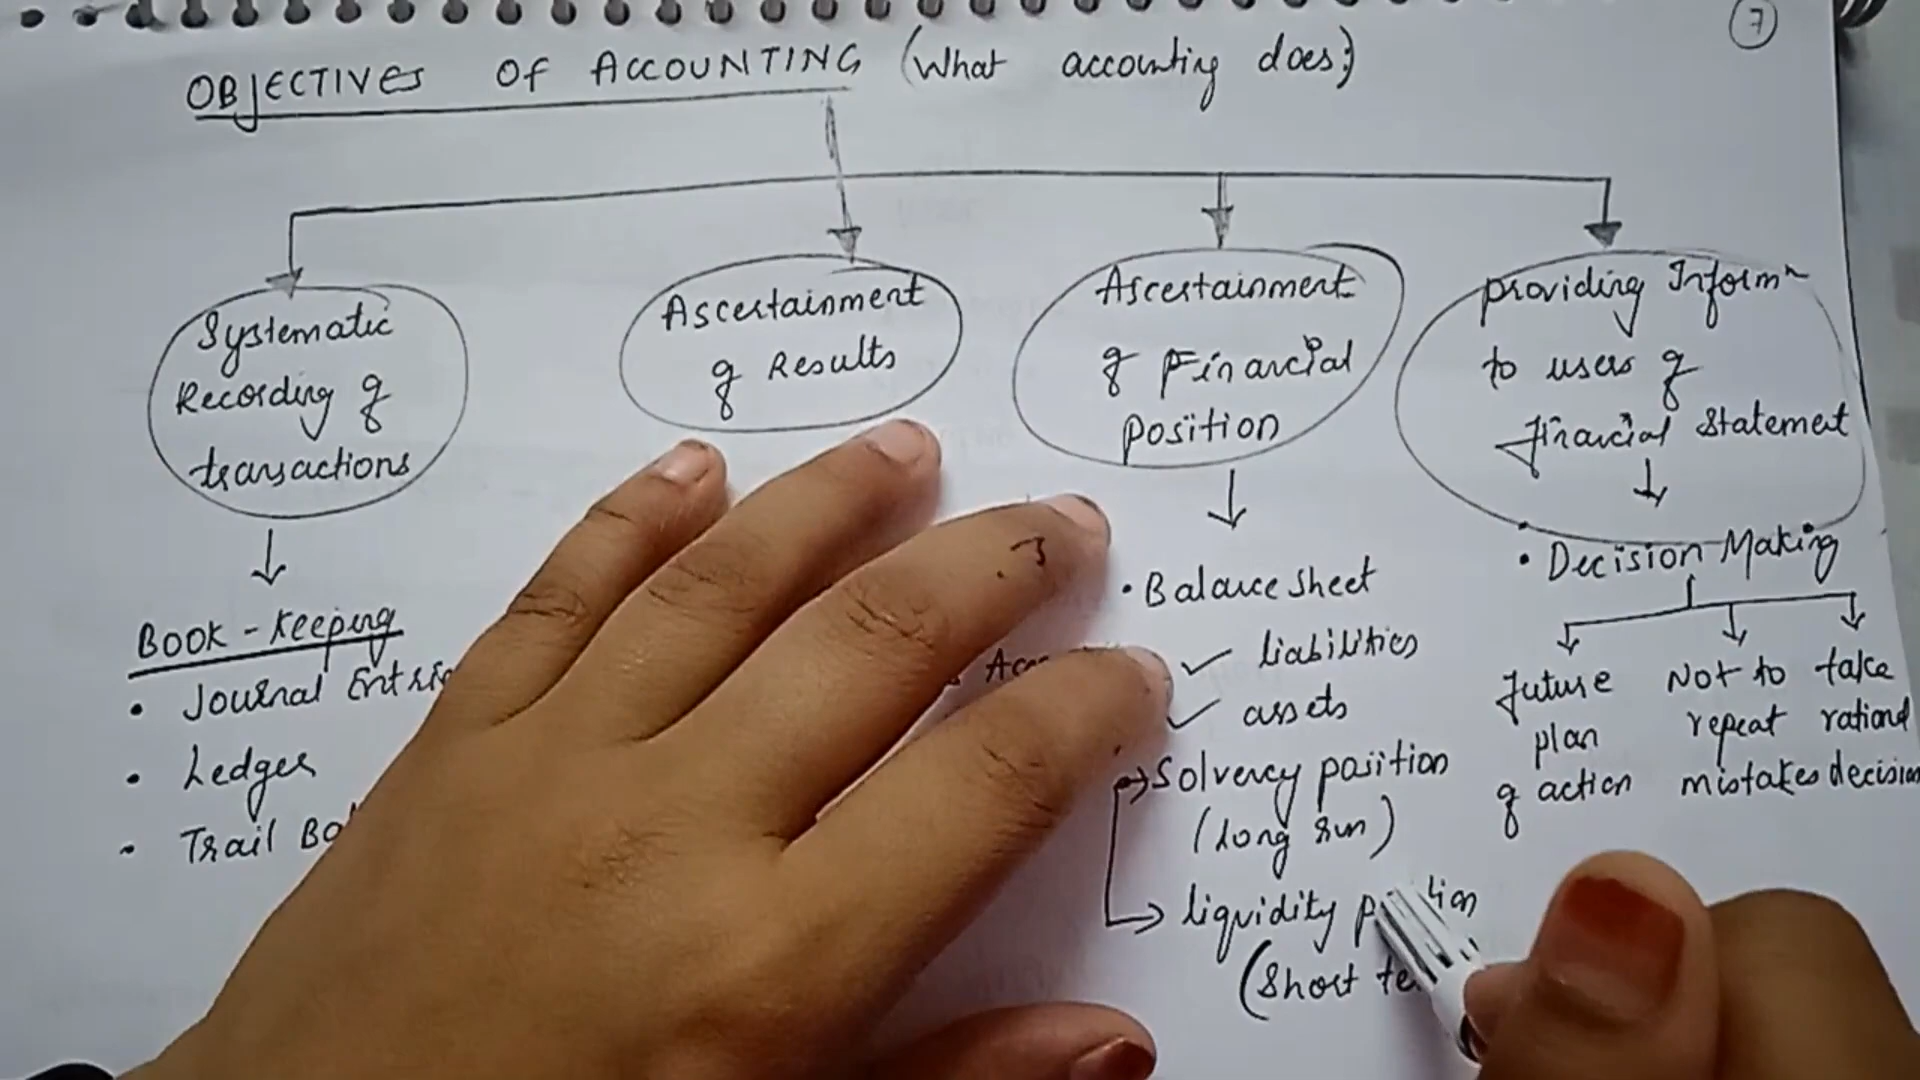 7
OBJECTIVES OF ACCOUNTING (What accounting does:)
Systematic
Recording of
transactions
Book-Keeping
• Journal
• Ledger
• Trail
Ascertainment
of Results
Ascertainment
of Financial
position
• Balance sheet
✓ liabilities
✓ assets
→ Solvency position
(long run)
→ liquidity
(Short
providing Inform^n
to users of
financial Statement
• Decision Making
future
plan
of action
Not to
repeat
mistakes
take
rational
decision